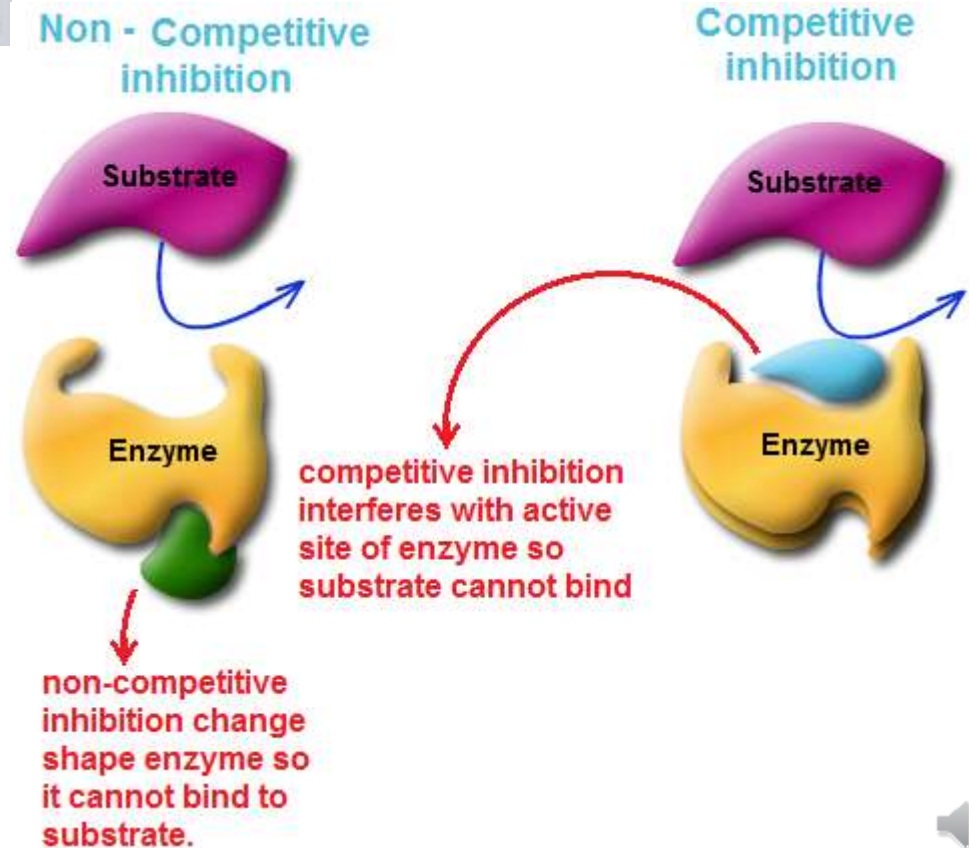 Non - Competitive
inhibition
Substrate
Enzyme
non-competitive
inhibition change
shape enzyme so
it cannot bind to
substrate.
competitive inhibition
interferes with active
site of enzyme so
substrate cannot bind
Competitive
inhibition
Substrate
Enzyme